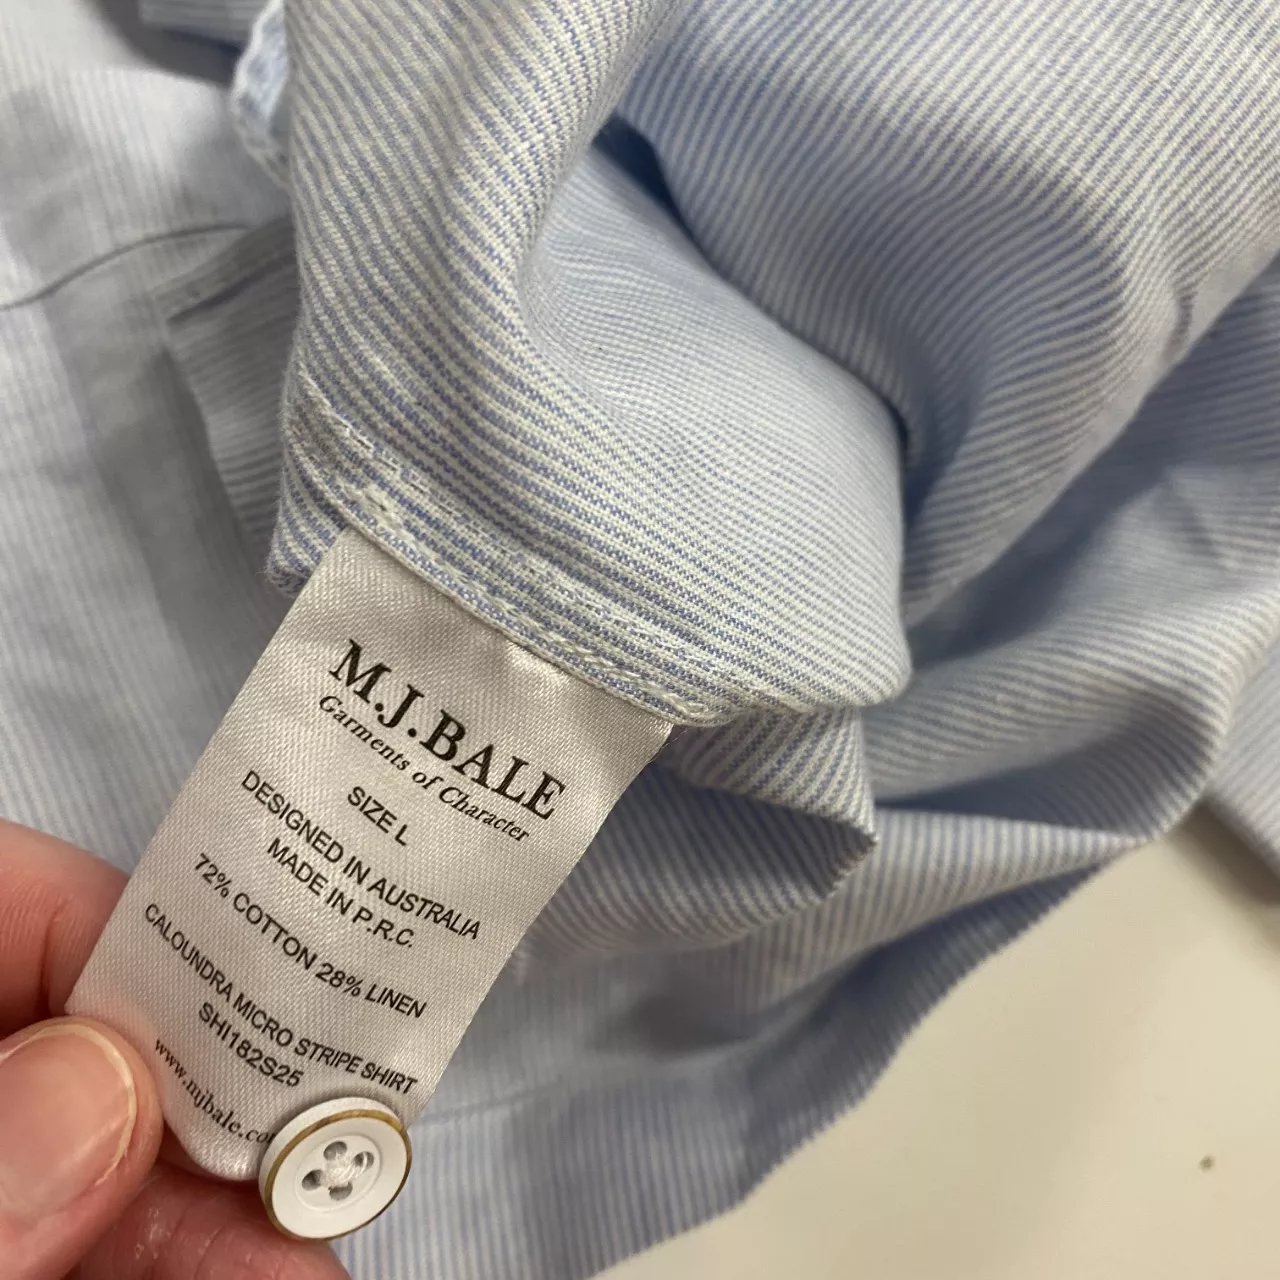 M.J.BALE
Garments of Character
SIZE L
DESIGNED IN AUSTRALIA
MADE IN P.R.C.
72% COTTON 28% LINEN
CALOUNDRA MICRO STRIPE SHIRT
SHI182S25
www.mjbale.co